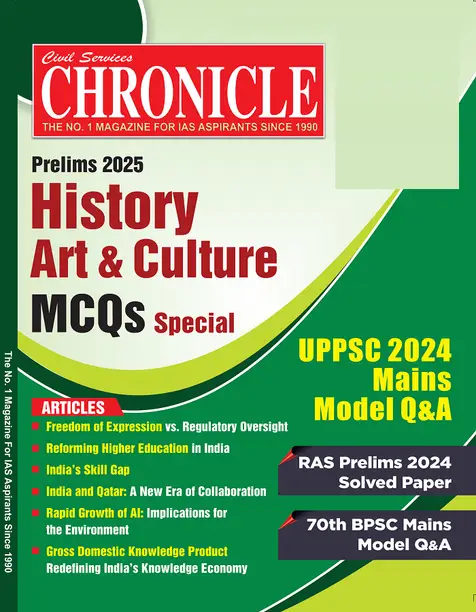 Civil Services
CHRONICLE
THE NO. 1 MAGAZINE FOR IAS ASPIRANTS SINCE 1990
Prelims 2025
History
Art & Culture
MCQs Special
UPPSC 2024
Mains
Model Q&A
ARTICLES
Freedom of Expression vs. Regulatory Oversight
Reforming Higher Education in India
India's Skill Gap
India and Qatar: A New Era of Collaboration
Rapid Growth of AI: Implications for
the Environment
Gross Domestic Knowledge Product
Redefining India's Knowledge Economy
RAS Prelims 2024
Solved Paper
70th BPSC Mains
Model Q&A
The No. 1 Magazine For IAS Aspirants Since 1990